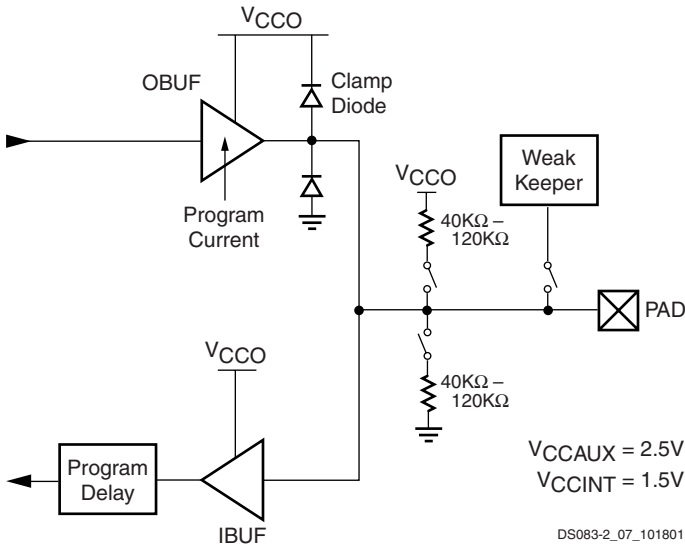 VCCO
OBUF
Clamp
Diode
Program
Current
VCCO
40KΩ –
120KΩ
Weak
Keeper
PAD
VCCO
40KΩ –
120KΩ
Program
Delay
IBUF
VCCAUX = 2.5V
VCCINT = 1.5V
DS083-2_07_101801